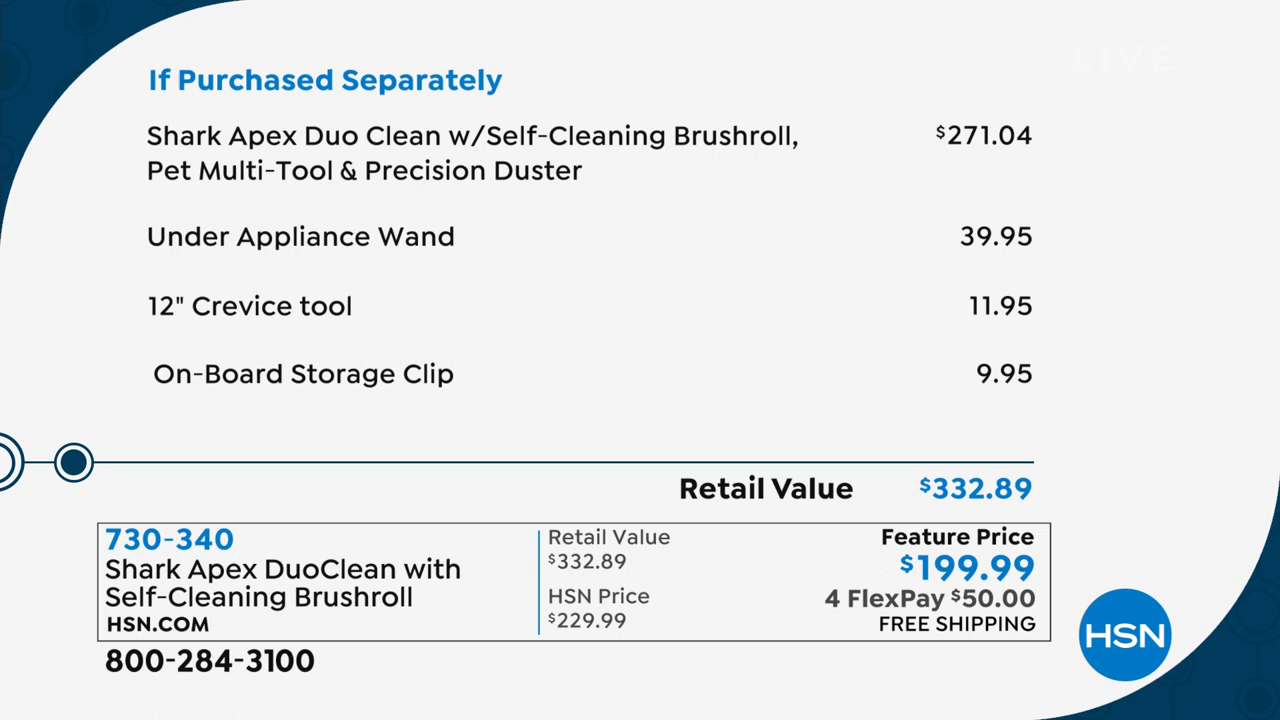 LIVE
If Purchased Separately
Shark Apex Duo Clean w/Self-Cleaning Brushroll, $271.04
Pet Multi-Tool & Precision Duster
Under Appliance Wand 39.95
12" Crevice tool 11.95
On-Board Storage Clip 9.95
Retail Value $332.89
730-340
Shark Apex DuoClean with
Self-Cleaning Brushroll
HSN.COM
Retail Value
$332.89
HSN Price
$229.99
Feature Price
$199.99
4 FlexPay $50.00
FREE SHIPPING
800-284-3100
HSN